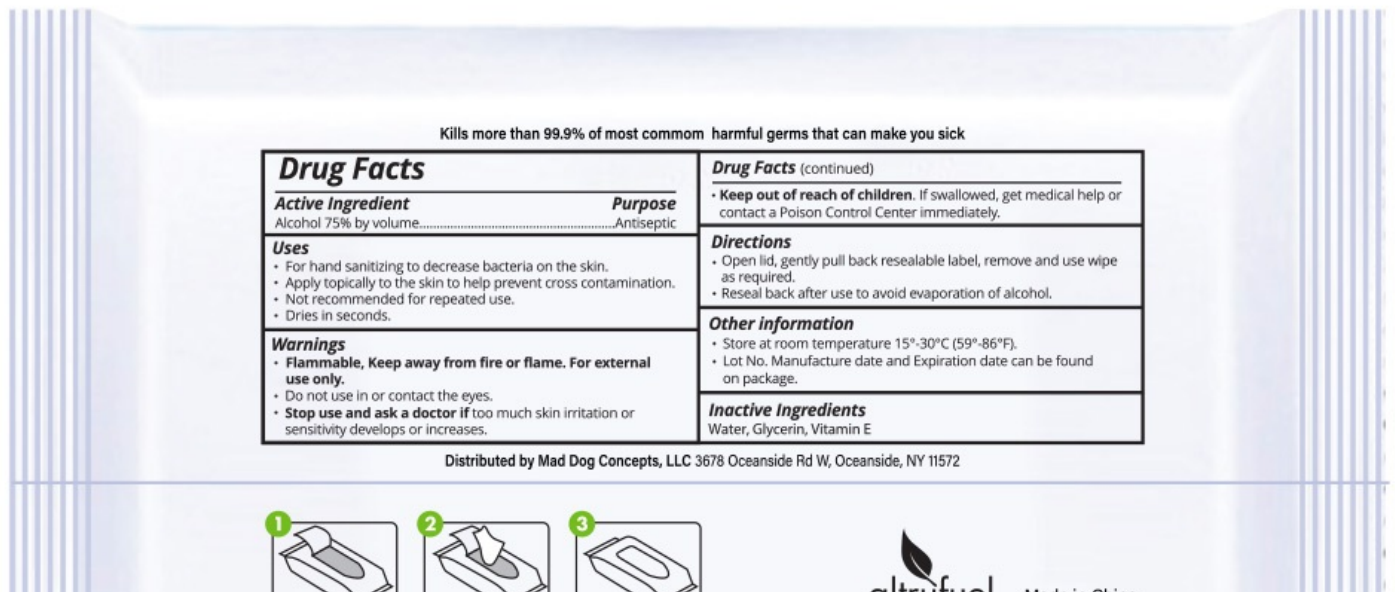 Kills more than 99.9% of most commom harmful germs that can make you sick
Drug Facts
Active Ingredient Purpose
Alcohol 75% by volume.............................................................Antiseptic
Uses
• For hand sanitizing to decrease bacteria on the skin.
• Apply topically to the skin to help prevent cross contamination.
• Not recommended for repeated use.
• Dries in seconds.
Warnings
• Flammable, Keep away from fire or flame. For external
use only.
• Do not use in or contact the eyes.
• Stop use and ask a doctor if too much skin irritation or
sensitivity develops or increases.
Drug Facts (continued)
• Keep out of reach of children. If swallowed, get medical help or
contact a Poison Control Center immediately.
Directions
• Open lid, gently pull back resealable label, remove and use wipe
as required.
• Reseal back after use to avoid evaporation of alcohol.
Other information
• Store at room temperature 15°-30°C (59°-86°F).
• Lot No. Manufacture date and Expiration date can be found
on package.
Inactive Ingredients
Water, Glycerin, Vitamin E
Distributed by Mad Dog Concepts, LLC 3678 Oceanside Rd W, Oceanside, NY 11572
1 2 3
altrufuel Made in China